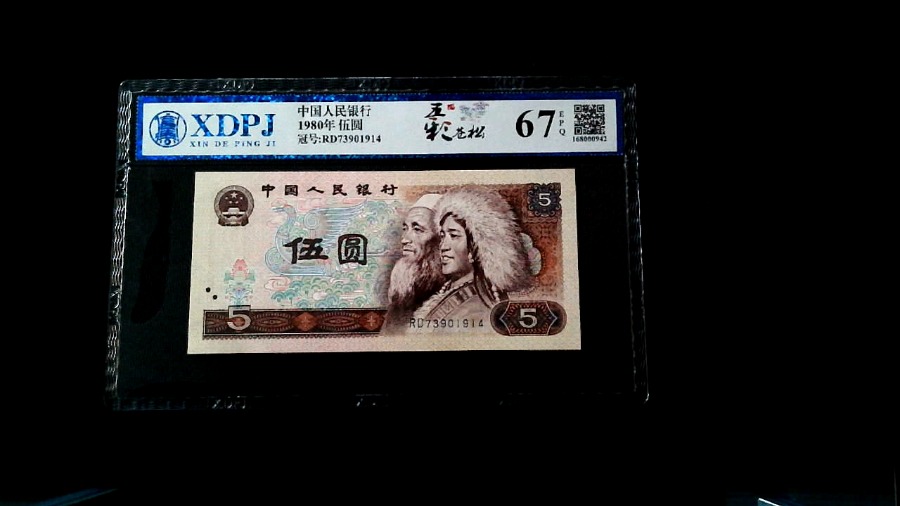 XDPJ
XIN DE PING JI
中国人民银行
1980年 伍圆
冠号:RD73901914
五彩苍松
67
EPQ
168000942
中国人民银行
5
伍圆
5
RD73901914
5